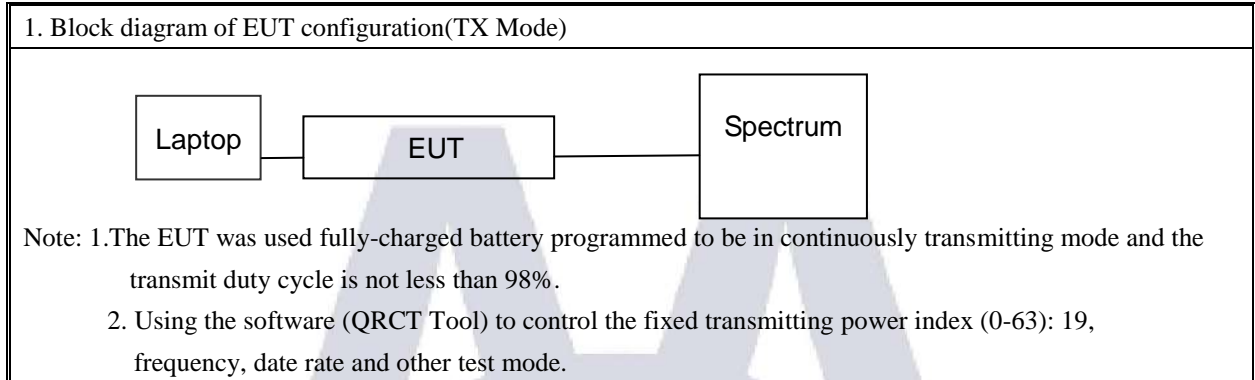 1. Block diagram of EUT configuration(TX Mode)
Laptop
EUT
Spectrum
Note: 1.The EUT was used fully-charged battery programmed to be in continuously transmitting mode and the
transmit duty cycle is not less than 98%.
2. Using the software (QRCT Tool) to control the fixed transmitting power index (0-63): 19,
frequency, date rate and other test mode.